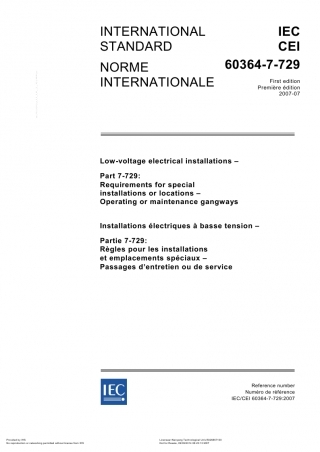 INTERNATIONAL
STANDARD
NORME
INTERNATIONALE
IEC
CEI
60364-7-729
First edition
Première édition
2007-07
Low-voltage electrical installations –
Part 7-729:
Requirements for special
installations or locations –
Operating or maintenance gangways
Installations électriques à basse tension –
Partie 7-729:
Règles pour les installations
et emplacements spéciaux –
Passages d'entretien ou de service
IEC
Reference number
Numéro de référence
IEC/CEI 60364-7-729:2007